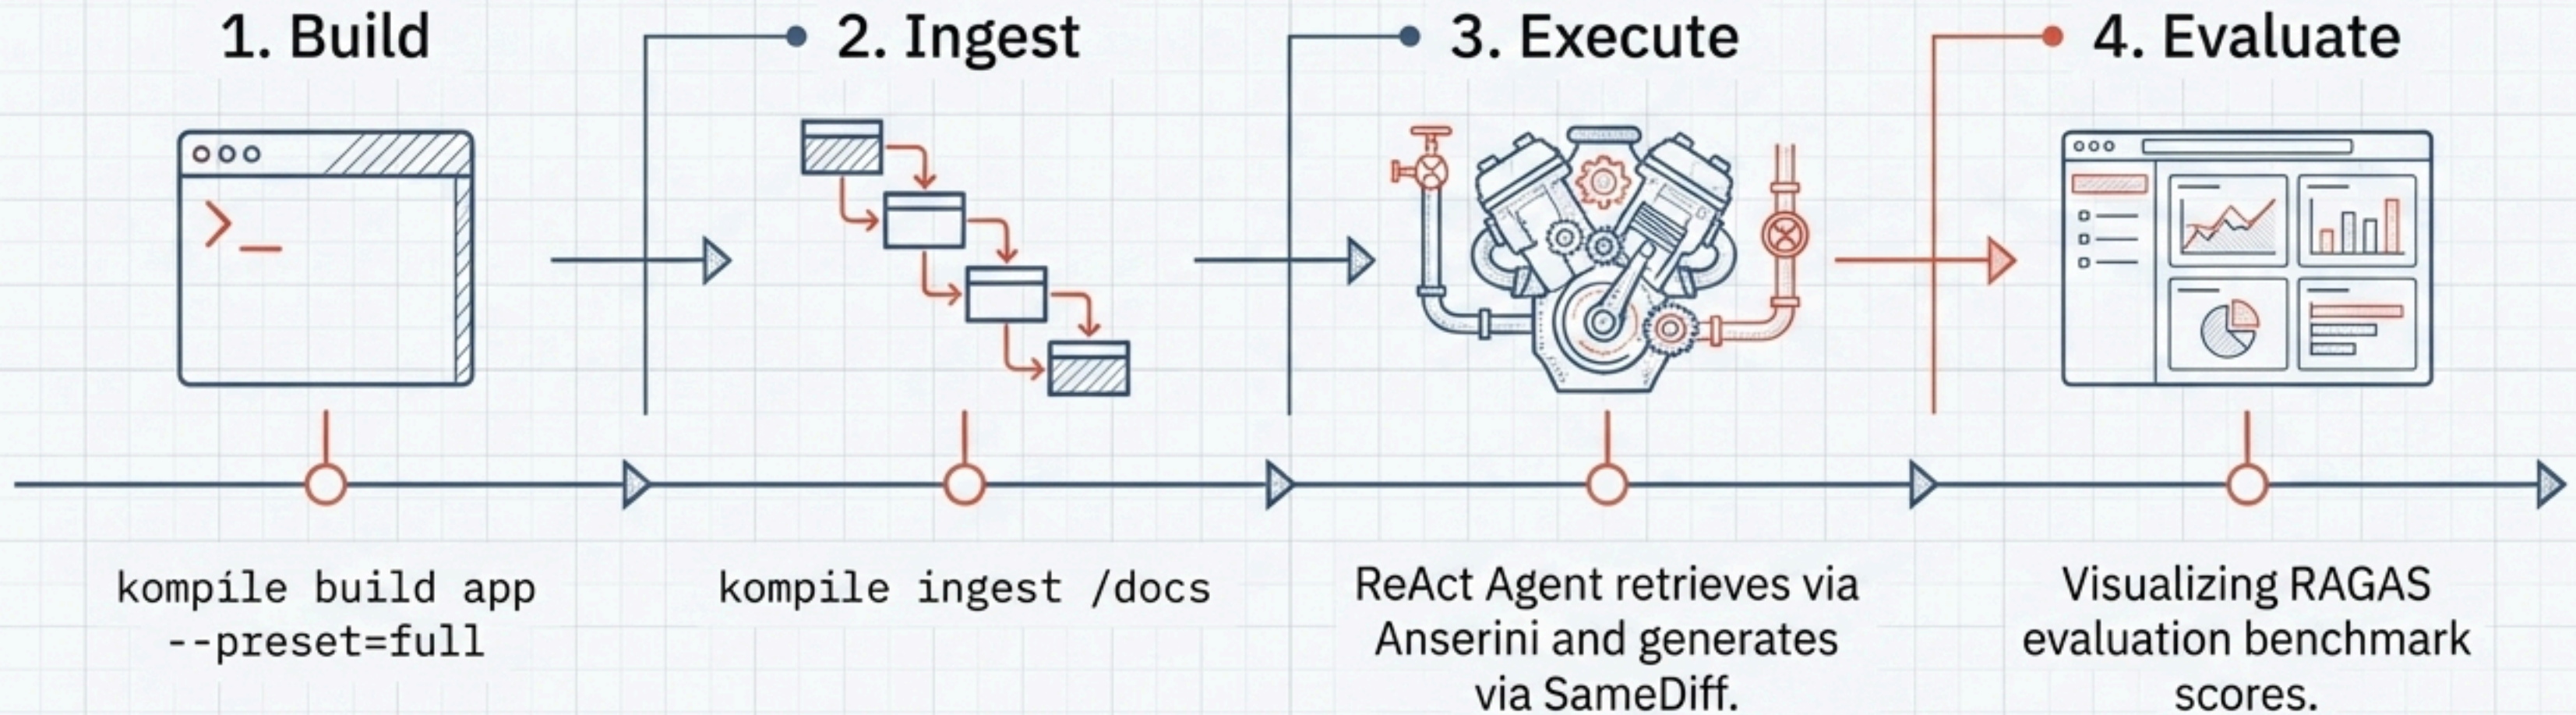 1. Build
2. Ingest
3. Execute
4. Evaluate
>_
kompile build app
--preset=full
kompile ingest /docs
ReAct Agent retrieves via
Anserini and generates
via SameDiff.
Visualizing RAGAS
evaluation benchmark
scores.